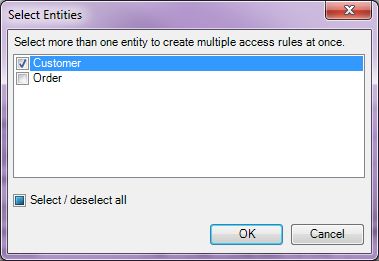 Select Entities
Select more than one entity to create multiple access rules at once.
Customer
Order
Select / deselect all
OK Cancel